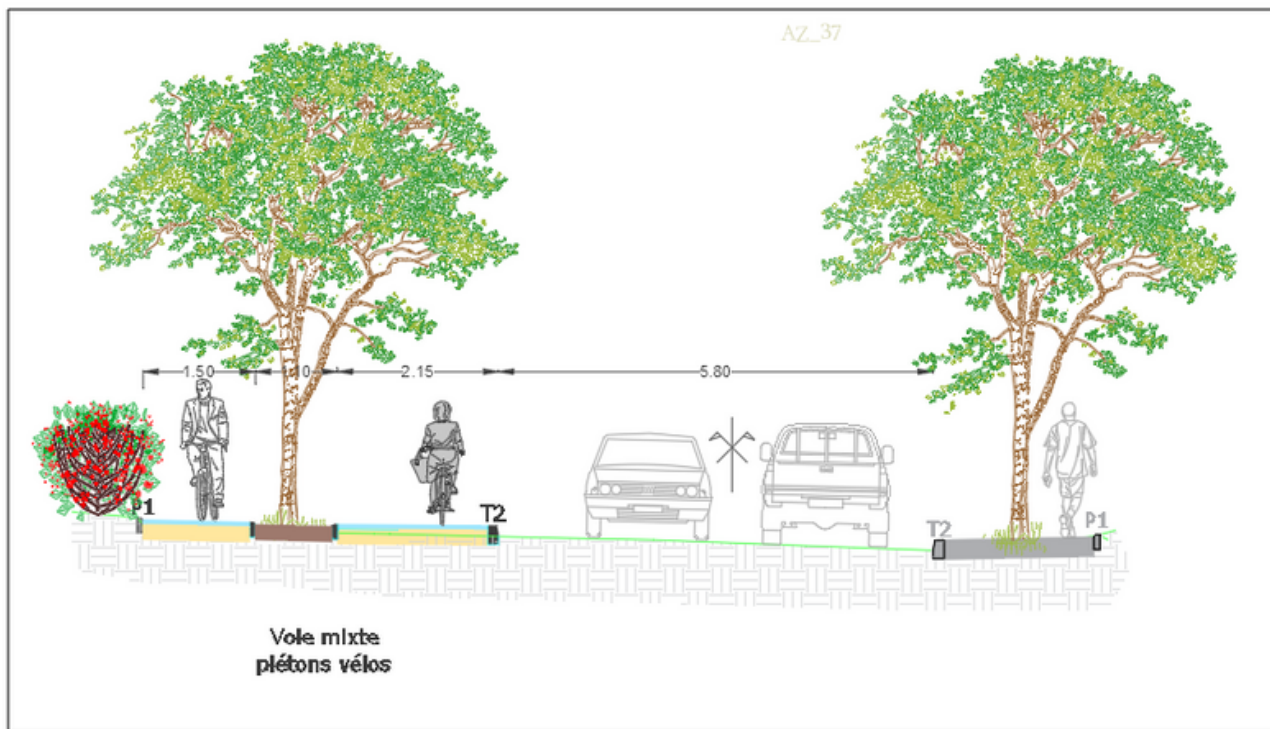 AZ_37
1.50 1.10 2.15 5.80
P1 T2 T2 P1
Voie mixte
piétons vélos